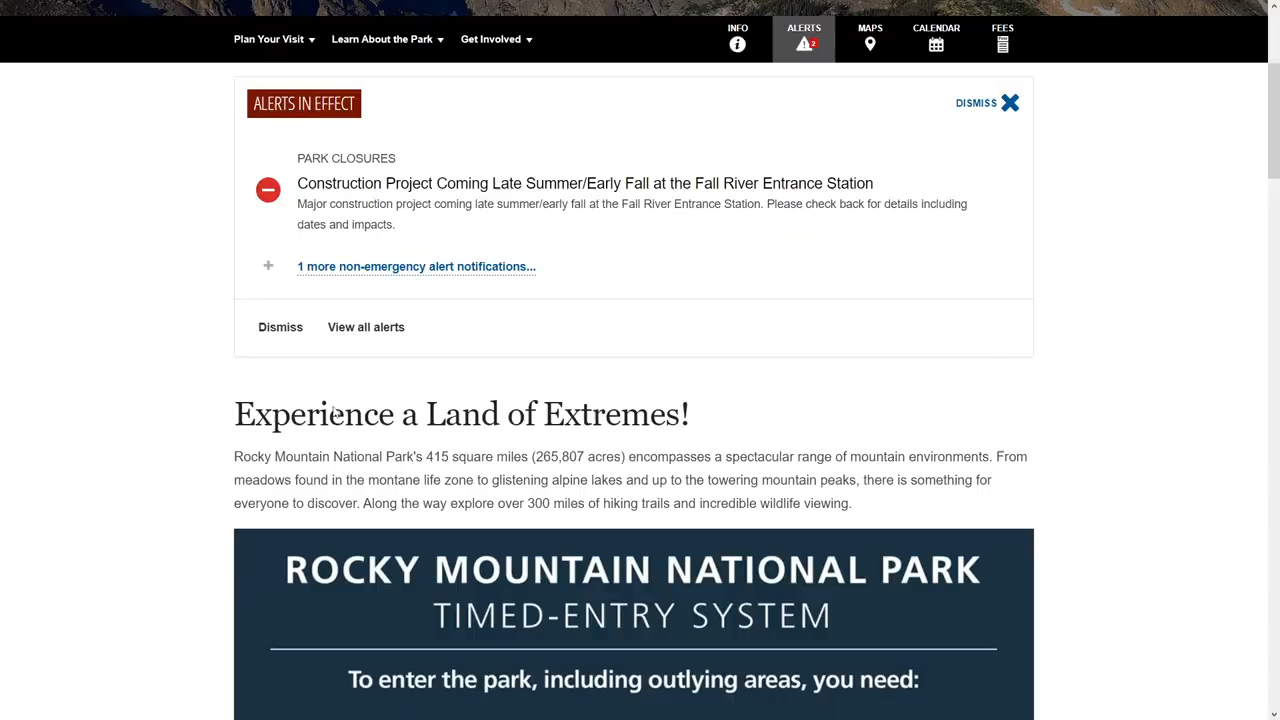 Plan Your Visit Learn About the Park Get Involved INFO ALERTS 2 MAPS CALENDAR FEES
ALERTS IN EFFECT DISMISS
PARK CLOSURES
Construction Project Coming Late Summer/Early Fall at the Fall River Entrance Station
Major construction project coming late summer/early fall at the Fall River Entrance Station. Please check back for details including
dates and impacts.
1 more non-emergency alert notifications...
Dismiss View all alerts
Experience a Land of Extremes!
Rocky Mountain National Park's 415 square miles (265,807 acres) encompasses a spectacular range of mountain environments. From
meadows found in the montane life zone to glistening alpine lakes and up to the towering mountain peaks, there is something for
everyone to discover. Along the way explore over 300 miles of hiking trails and incredible wildlife viewing.
ROCKY MOUNTAIN NATIONAL PARK
TIMED-ENTRY SYSTEM
To enter the park, including outlying areas, you need: